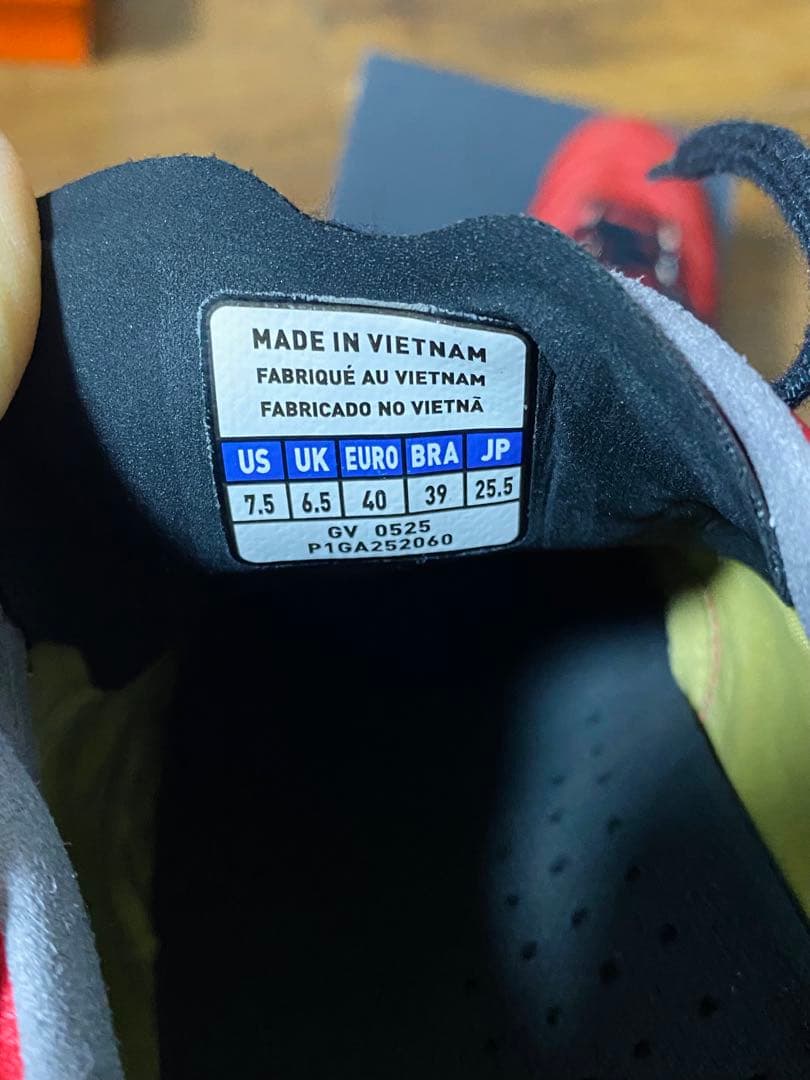 MADE IN VIETNAM
FABRIQUÉ AU VIETNAM
FABRICADO NO VIETNÃ
US UK EURO BRA JP
7.5 6.5 40 39 25.5
GV 0525
P1GA252060